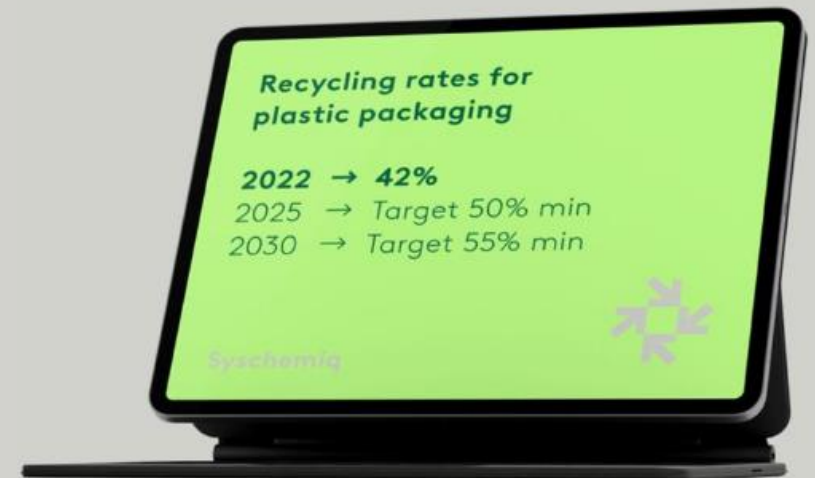 Recycling rates for
plastic packaging
2022 → 42%
2025 → Target 50% min
2030 → Target 55% min
Syschemiq